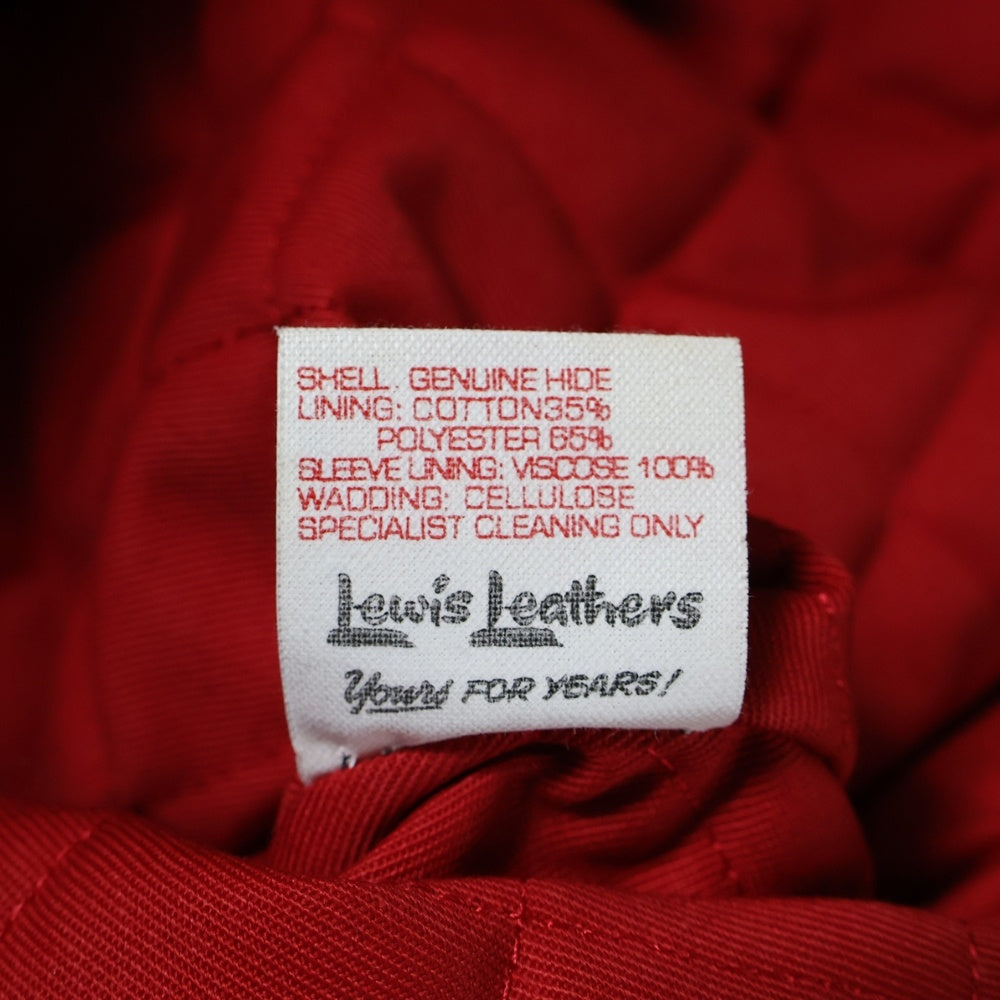 SHELL. GENUINE HIDE
LINING: COTTON35%
POLYESTER 65%
SLEEVE LINING: VISCOSE 100%
WADDING: CELLULOSE
SPECIALIST CLEANING ONLY
Lewis Leathers
Yours FOR YEARS!